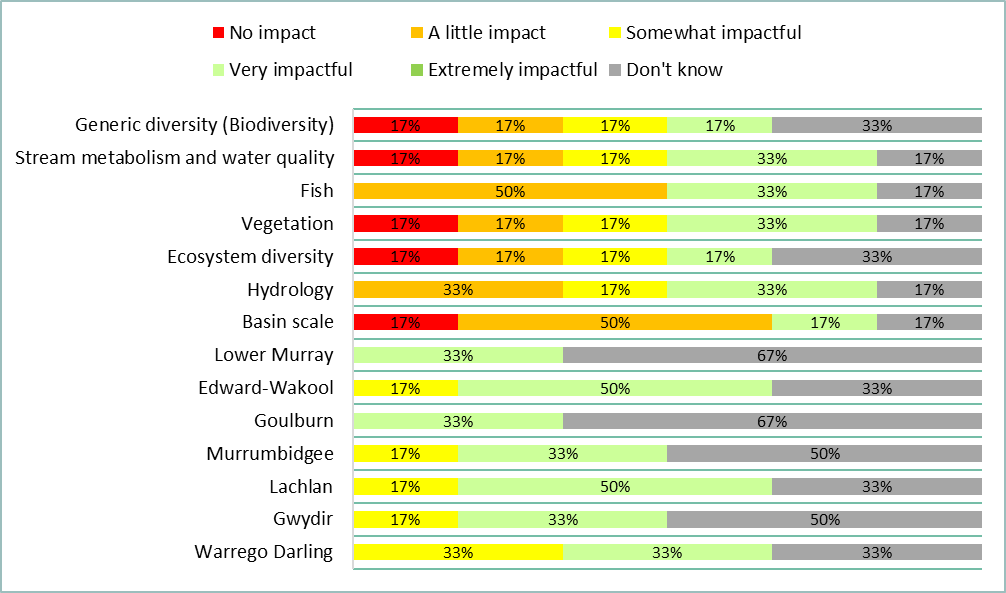 No impact A little impact Somewhat impactful
Very impactful Extremely impactful Don't know
Generic diversity (Biodiversity) 17% 17% 17% 17% 33%
Stream metabolism and water quality 17% 17% 17% 33% 17%
Fish 50% 33% 17%
Vegetation 17% 17% 17% 33% 17%
Ecosystem diversity 17% 17% 17% 17% 33%
Hydrology 33% 17% 33% 17%
Basin scale 17% 50% 17% 17%
Lower Murray 33% 67%
Edward-Wakool 17% 50% 33%
Goulburn 33% 67%
Murrumbidgee 17% 33% 50%
Lachlan 17% 50% 33%
Gwydir 17% 33% 50%
Warrego Darling 33% 33% 33%